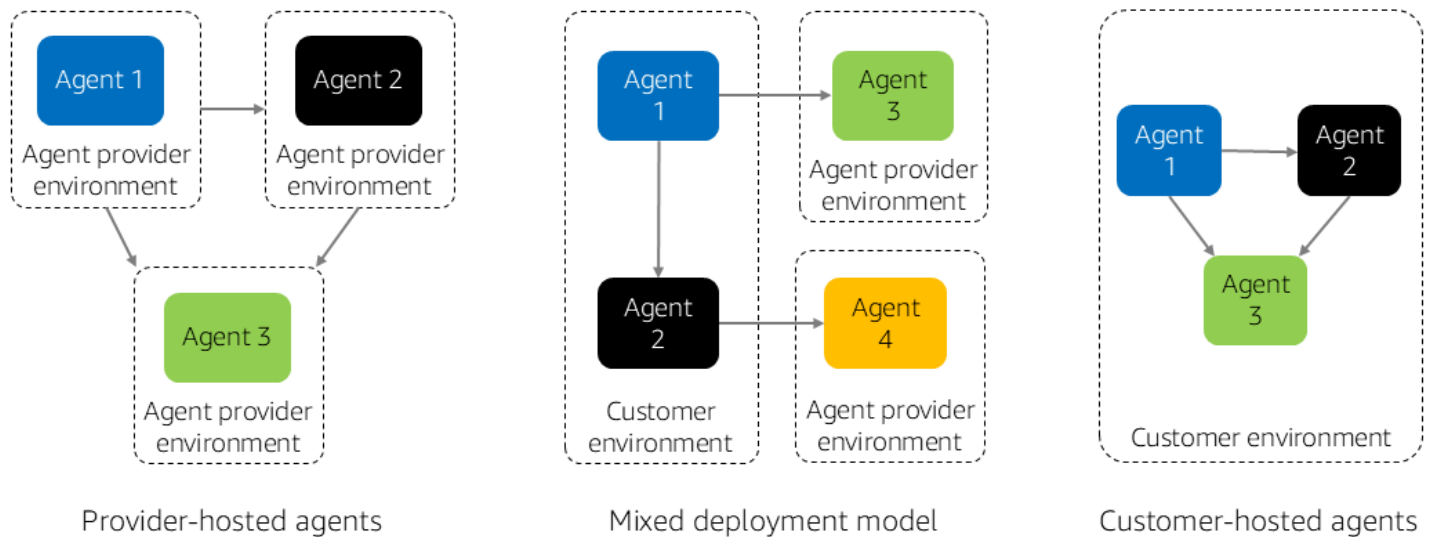 Agent 1
Agent provider
environment
Agent 2
Agent provider
environment
Agent 3
Agent provider
environment
Provider-hosted agents
Agent
1
Agent
2
Customer
environment
Agent
3
Agent provider
environment
Agent
4
Agent provider
environment
Mixed deployment model
Agent
1
Agent
2
Agent
3
Customer environment
Customer-hosted agents